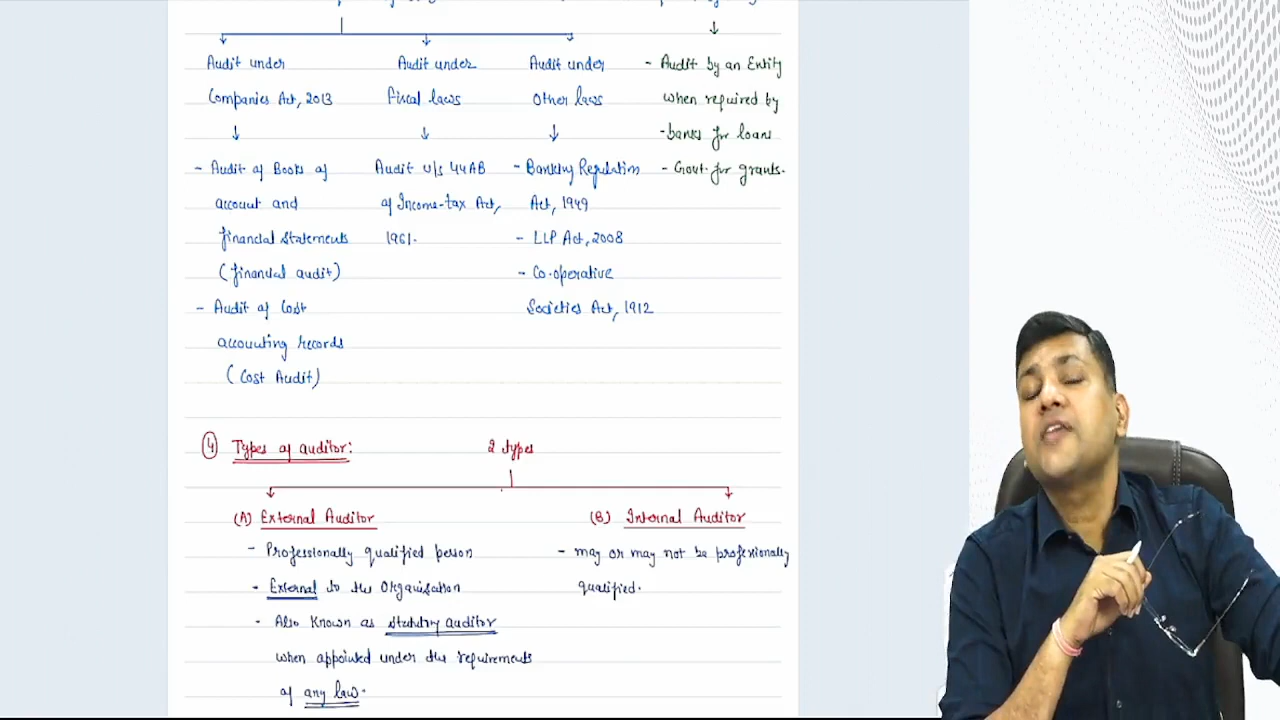 Audit under
Companies Act, 2013
- Audit of Books of
account and
financial statements
(financial audit)
- Audit of Cost
accounting records
(Cost Audit)
Audit under
Fiscal laws
Audit u/s 44AB
of Income-tax Act,
1961.
Audit under
Other laws
- Banking Regulation
Act, 1949
- LLP Act, 2008
- Co-operative
Societies Act, 1912
- Audit by an Entity
when required by
- banks for loans
- Govt. for grants.
4 Types of auditor:
2 types
(A) External Auditor
- Professionally qualified person
- External to the Organisation
- Also known as statutory auditor
when appointed under the requirements
of any law.
(B) Internal Auditor
- may or may not be professionally
qualified.